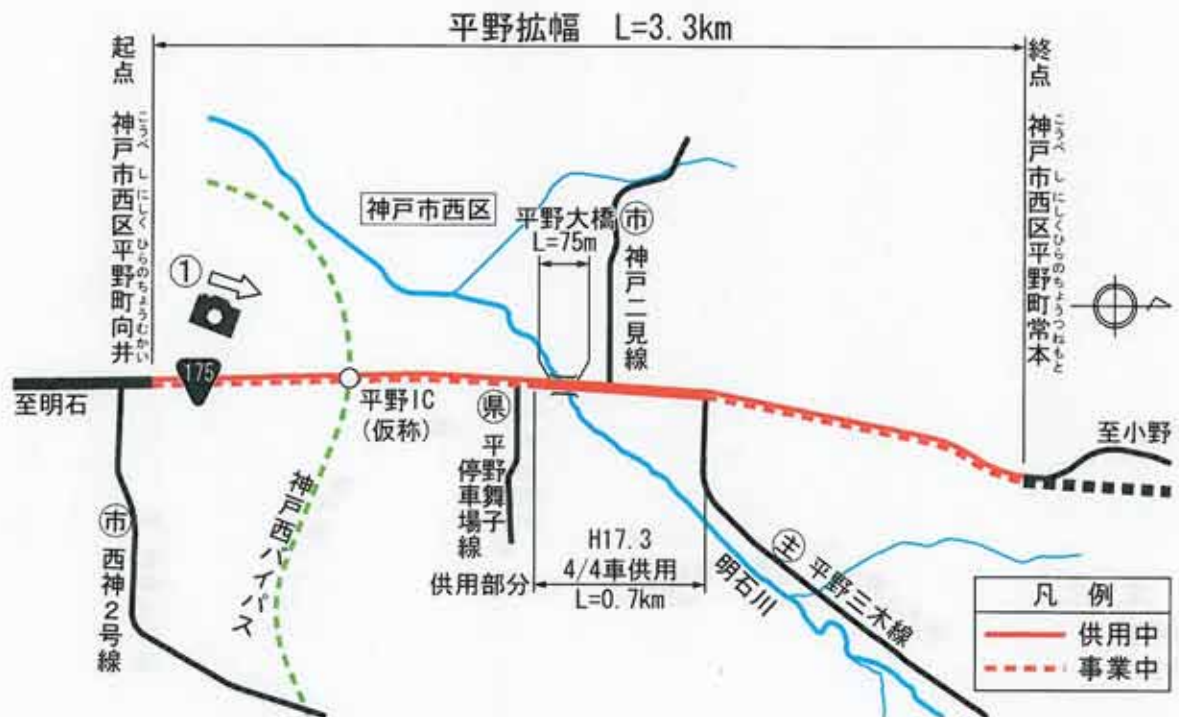 平野拡幅 L=3.3km
起点 神戸市西区平野町向井
こうべ し にしく ひらのちょうむかい
終点 神戸市西区平野町常本
こうべ し にしくひらのちょうつねもと
神戸市西区
平野大橋
L=75m
市 神戸二見線
①
175
至明石
平野IC
(仮称)
県 平野舞子
停車場線
至小野
市 西神2号線
神戸西バイパス
H17.3
4/4車供用
供用部分
L=0.7km
明石川
主 平野三木線
凡例
供用中
事業中